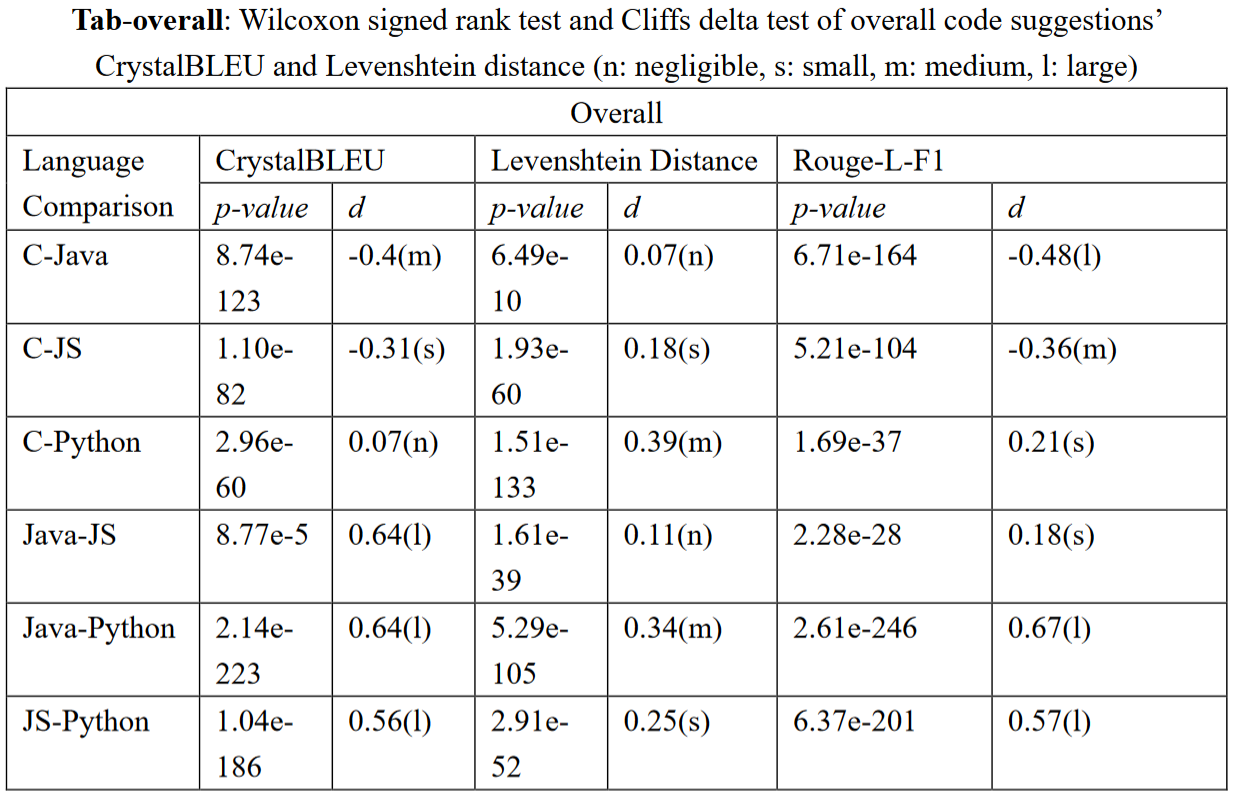 Tab-overall: Wilcoxon signed rank test and Cliffs delta test of overall code suggestions’
CrystalBLEU and Levenshtein distance (n: negligible, s: small, m: medium, l: large)
Overall
Language Comparison CrystalBLEU Levenshtein Distance Rouge-L-F1
p-value d p-value d p-value d
C-Java 8.74e-123 -0.4(m) 6.49e-10 0.07(n) 6.71e-164 -0.48(l)
C-JS 1.10e-82 -0.31(s) 1.93e-60 0.18(s) 5.21e-104 -0.36(m)
C-Python 2.96e-60 0.07(n) 1.51e-133 0.39(m) 1.69e-37 0.21(s)
Java-JS 8.77e-5 0.64(l) 1.61e-39 0.11(n) 2.28e-28 0.18(s)
Java-Python 2.14e-223 0.64(l) 5.29e-105 0.34(m) 2.61e-246 0.67(l)
JS-Python 1.04e-186 0.56(l) 2.91e-52 0.25(s) 6.37e-201 0.57(l)